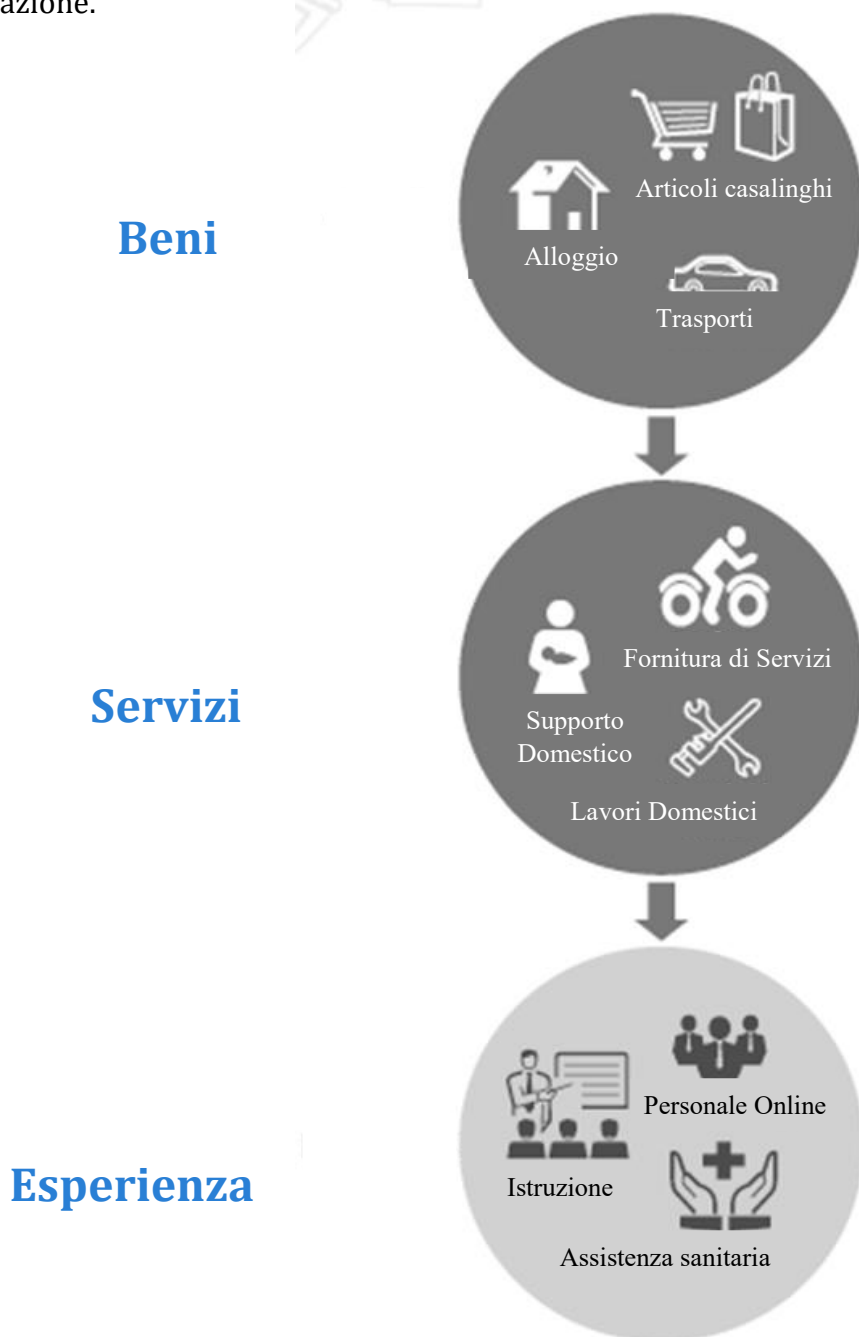 azione.
Articoli casalinghi
Beni
Alloggio
Trasporti
Fornitura di Servizi
Servizi
Supporto
Domestico
Lavori Domestici
Personale Online
Esperienza
Istruzione
Assistenza sanitaria